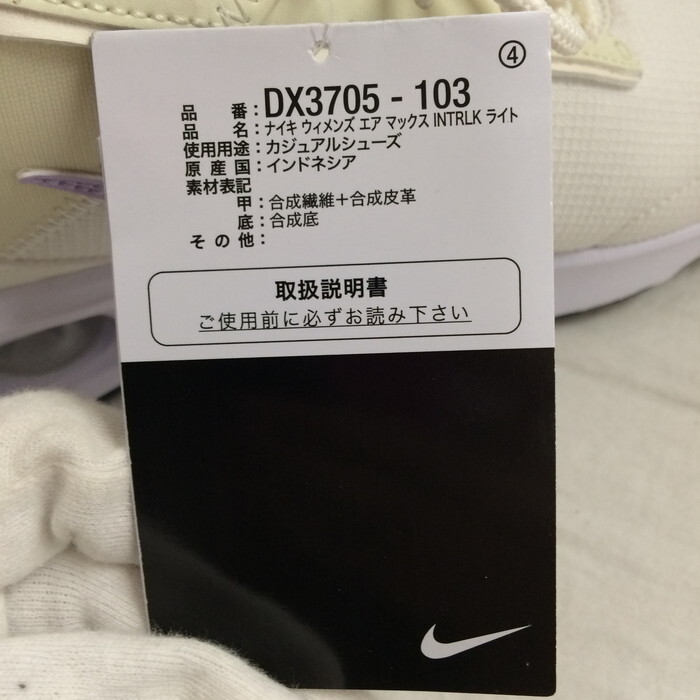 ④
品番：DX3705 - 103
品名：ナイキ ウィメンズ エア マックス INTRLK ライト
使用用途：カジュアルシューズ
原産国：インドネシア
素材表記
甲：合成繊維＋合成皮革
底：合成底
その他：
取扱説明書
ご使用前に必ずお読み下さい